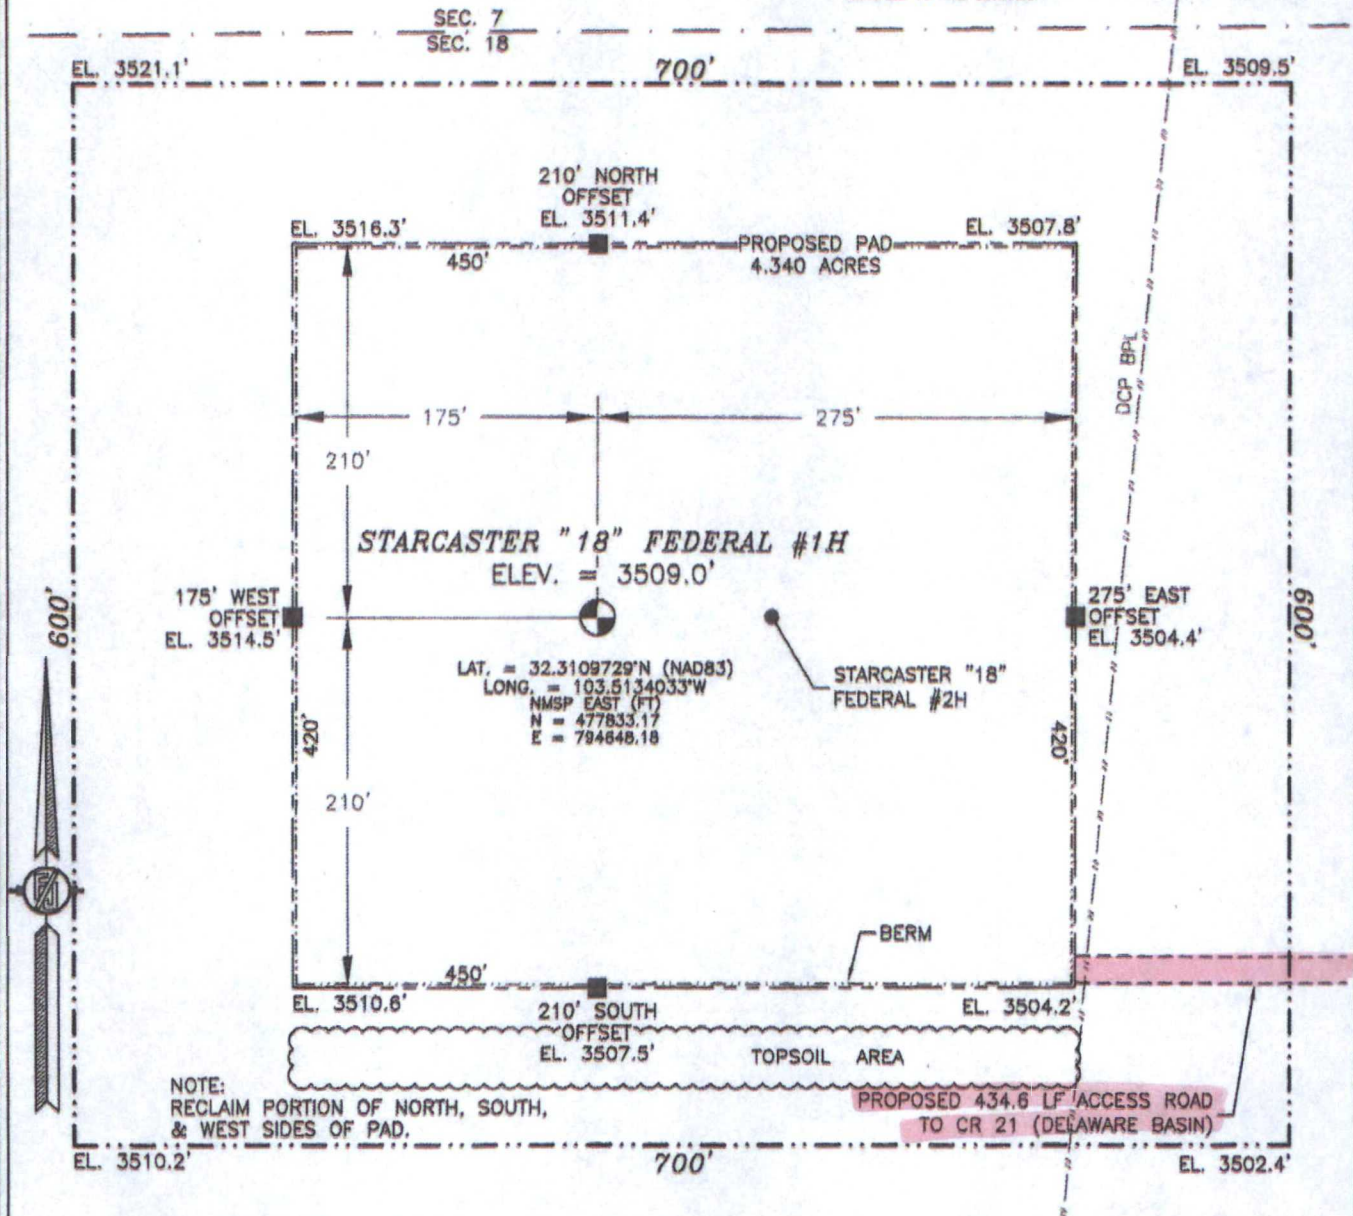 SEC. 7
SEC. 18
EL. 3521.1'
700'
EL. 3509.5'
210' NORTH
OFFSET
EL. 3511.4'
EL. 3516.3'
450'
PROPOSED PAD
4.340 ACRES
EL. 3507.8'
DCP BPL
175'
275'
210'
STARCASTER "18" FEDERAL #1H
ELEV. = 3509.0'
600'
175' WEST
OFFSET
EL. 3514.5'
275' EAST
OFFSET
EL. 3504.4'
600'
LAT. = 32.3109729°N (NAD83)
LONG. = 103.5134033°W
NMSP EAST (FT)
N = 477833.17
E = 794648.18
STARCASTER "18"
FEDERAL #2H
420'
420'
210'
BERM
450'
EL. 3510.6'
210' SOUTH
OFFSET
EL. 3507.5'
EL. 3504.2'
TOPSOIL AREA
NOTE:
RECLAIM PORTION OF NORTH, SOUTH,
& WEST SIDES OF PAD.
PROPOSED 434.6 LF ACCESS ROAD
TO CR 21 (DELAWARE BASIN)
EL. 3510.2'
700'
EL. 3502.4'